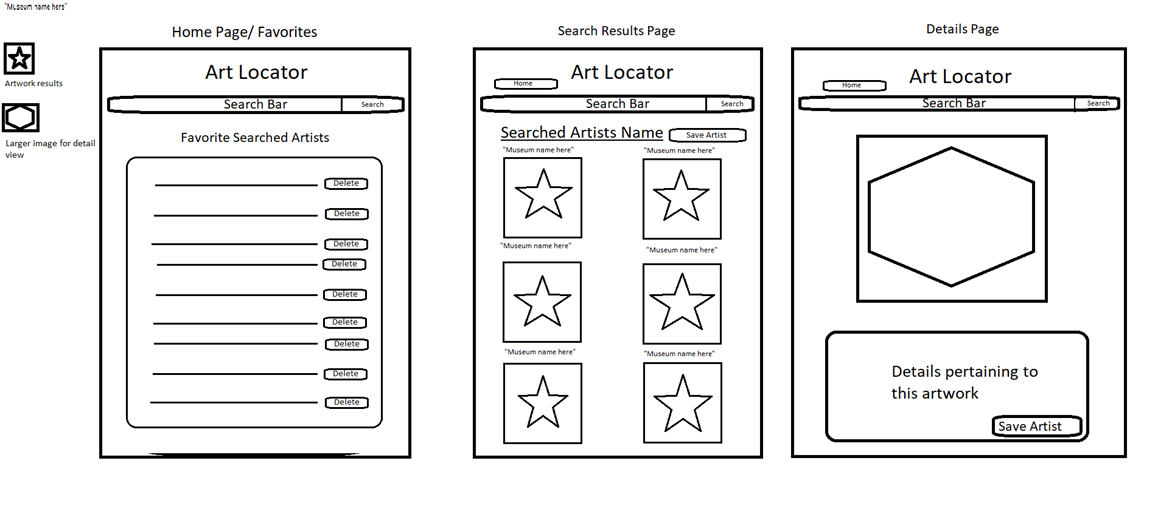 "Museum name here"
Artwork results
Larger image for detail
view
Home Page/ Favorites
Art Locator
Search Bar
Search
Favorite Searched Artists
Delete
Delete
Delete
Delete
Delete
Delete
Delete
Delete
Delete
Search Results Page
Art Locator
Home
Search Bar
Search
Searched Artists Name
Save Artist
"Museum name here"
"Museum name here"
"Museum name here"
"Museum name here"
"Museum name here"
"Museum name here"
Details Page
Art Locator
Home
Search Bar
Search
Details pertaining to
this artwork
Save Artist